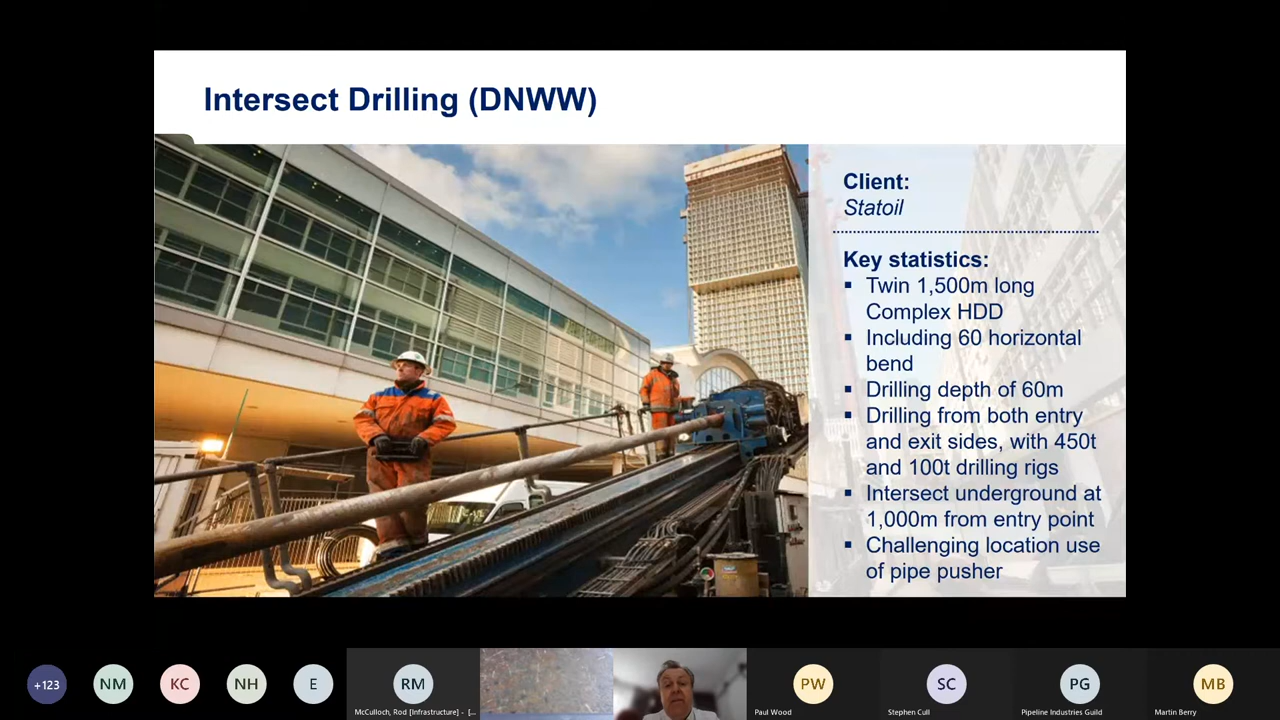 Intersect Drilling (DNWW)
Client:
Statoil
Key statistics:
▪ Twin 1,500m long
Complex HDD
▪ Including 60 horizontal
bend
▪ Drilling depth of 60m
▪ Drilling from both entry
and exit sides, with 450t
and 100t drilling rigs
▪ Intersect underground at
1,000m from entry point
▪ Challenging location use
of pipe pusher
+123
NM
KC
NH
E
RM
McCulloch, Rod [Infrastructure] - [...
PW
Paul Wood
SC
Stephen Cull
PG
Pipeline Industries Guild
MB
Martin Berry